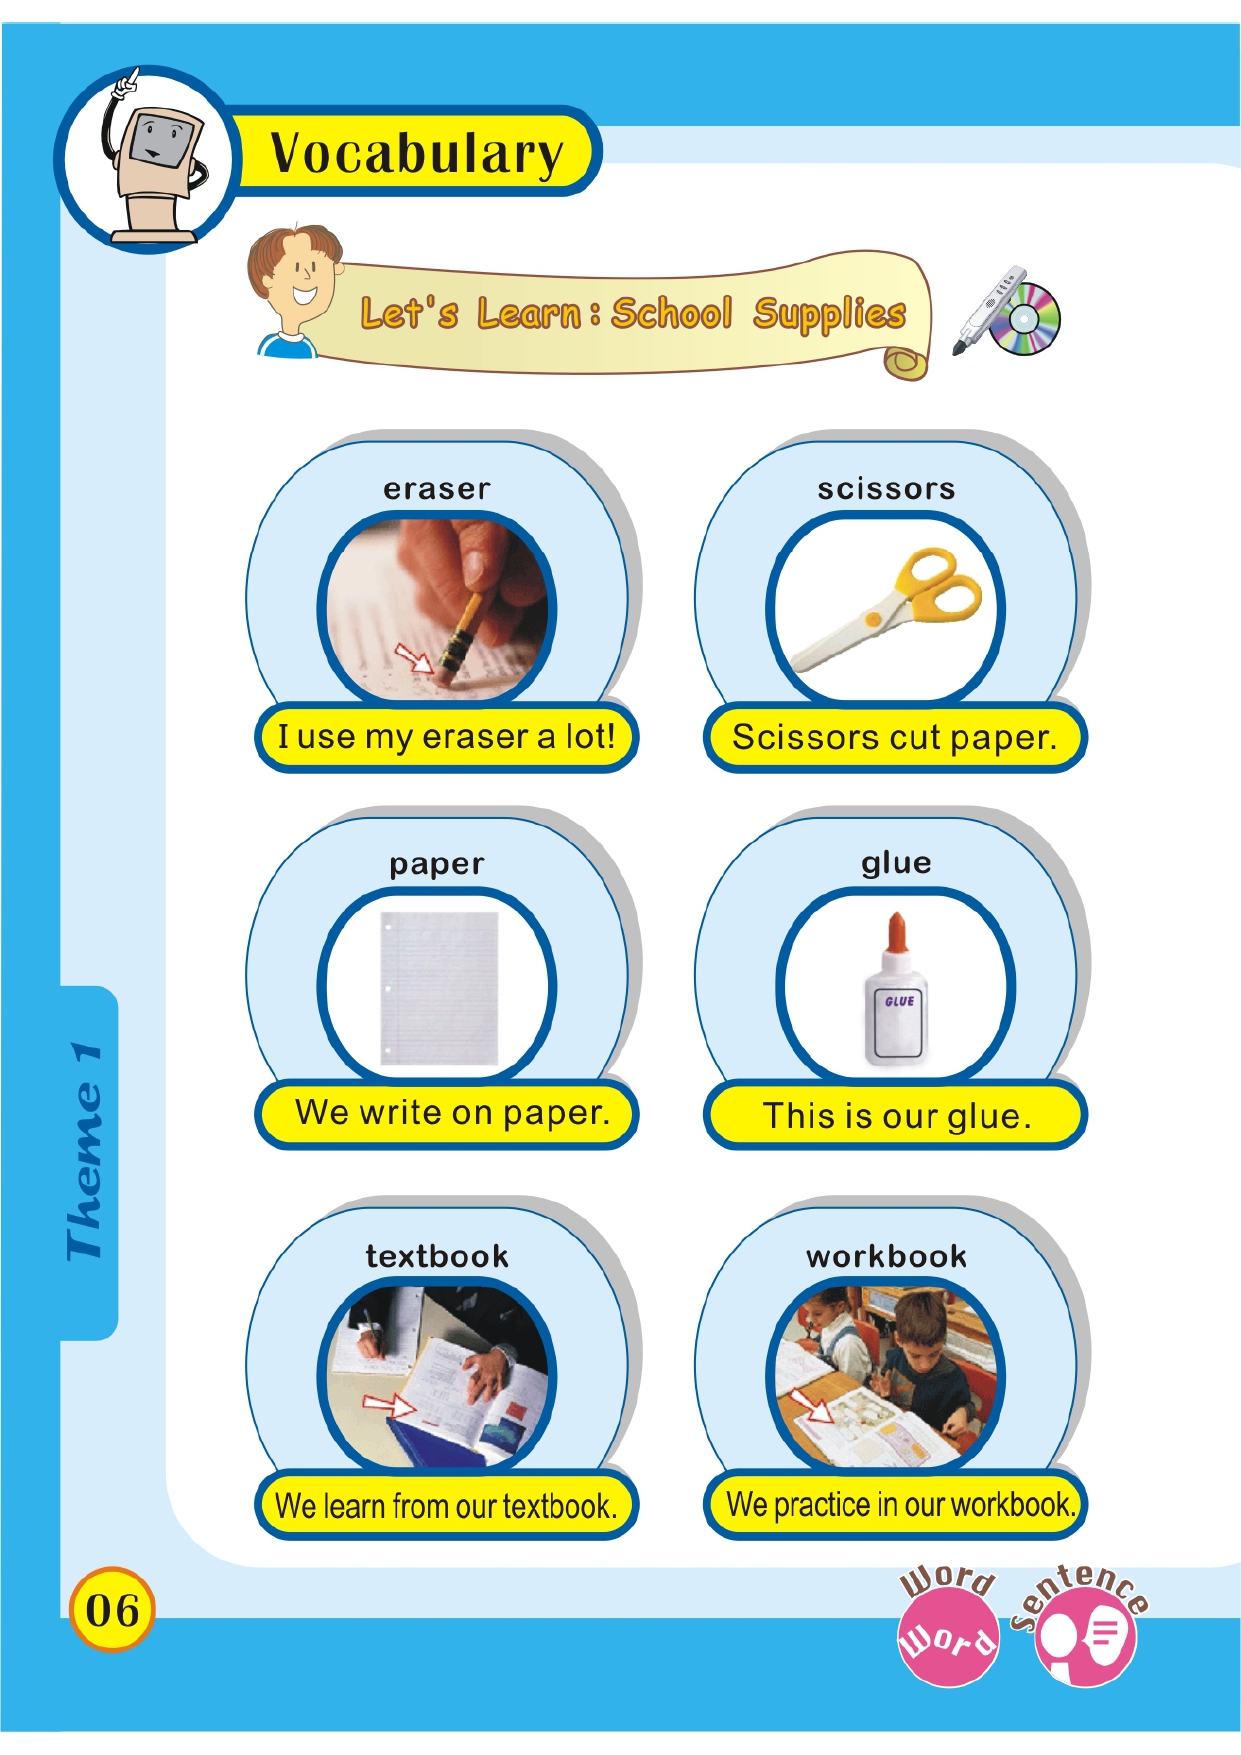 Vocabulary
Let's Learn : School Supplies
eraser
I use my eraser a lot!
scissors
Scissors cut paper.
paper
We write on paper.
glue
GLUE
This is our glue.
textbook
We learn from our textbook.
workbook
We practice in our workbook.
Theme 1
06
Word
Word
Sentence